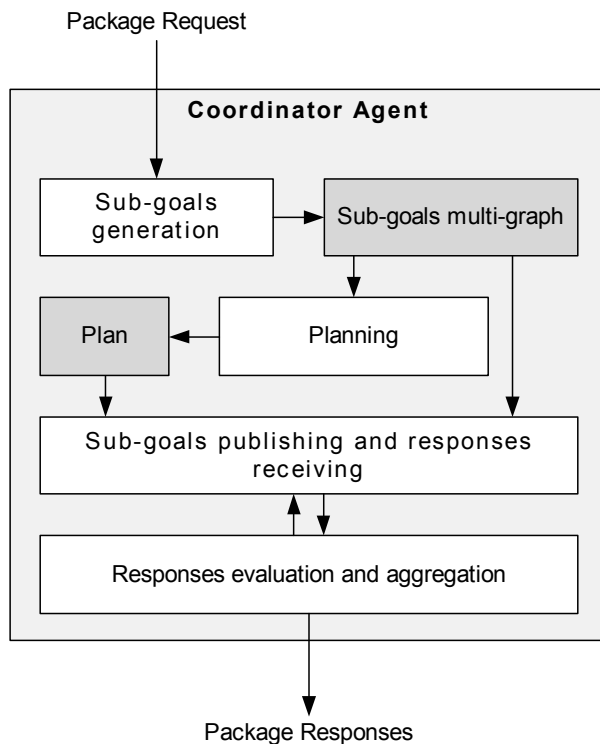 Package Request
Coordinator Agent
Sub-goals
generation
Sub-goals multi-graph
Plan
Planning
Sub-goals publishing and responses
receiving
Responses evaluation and aggregation
Package Responses